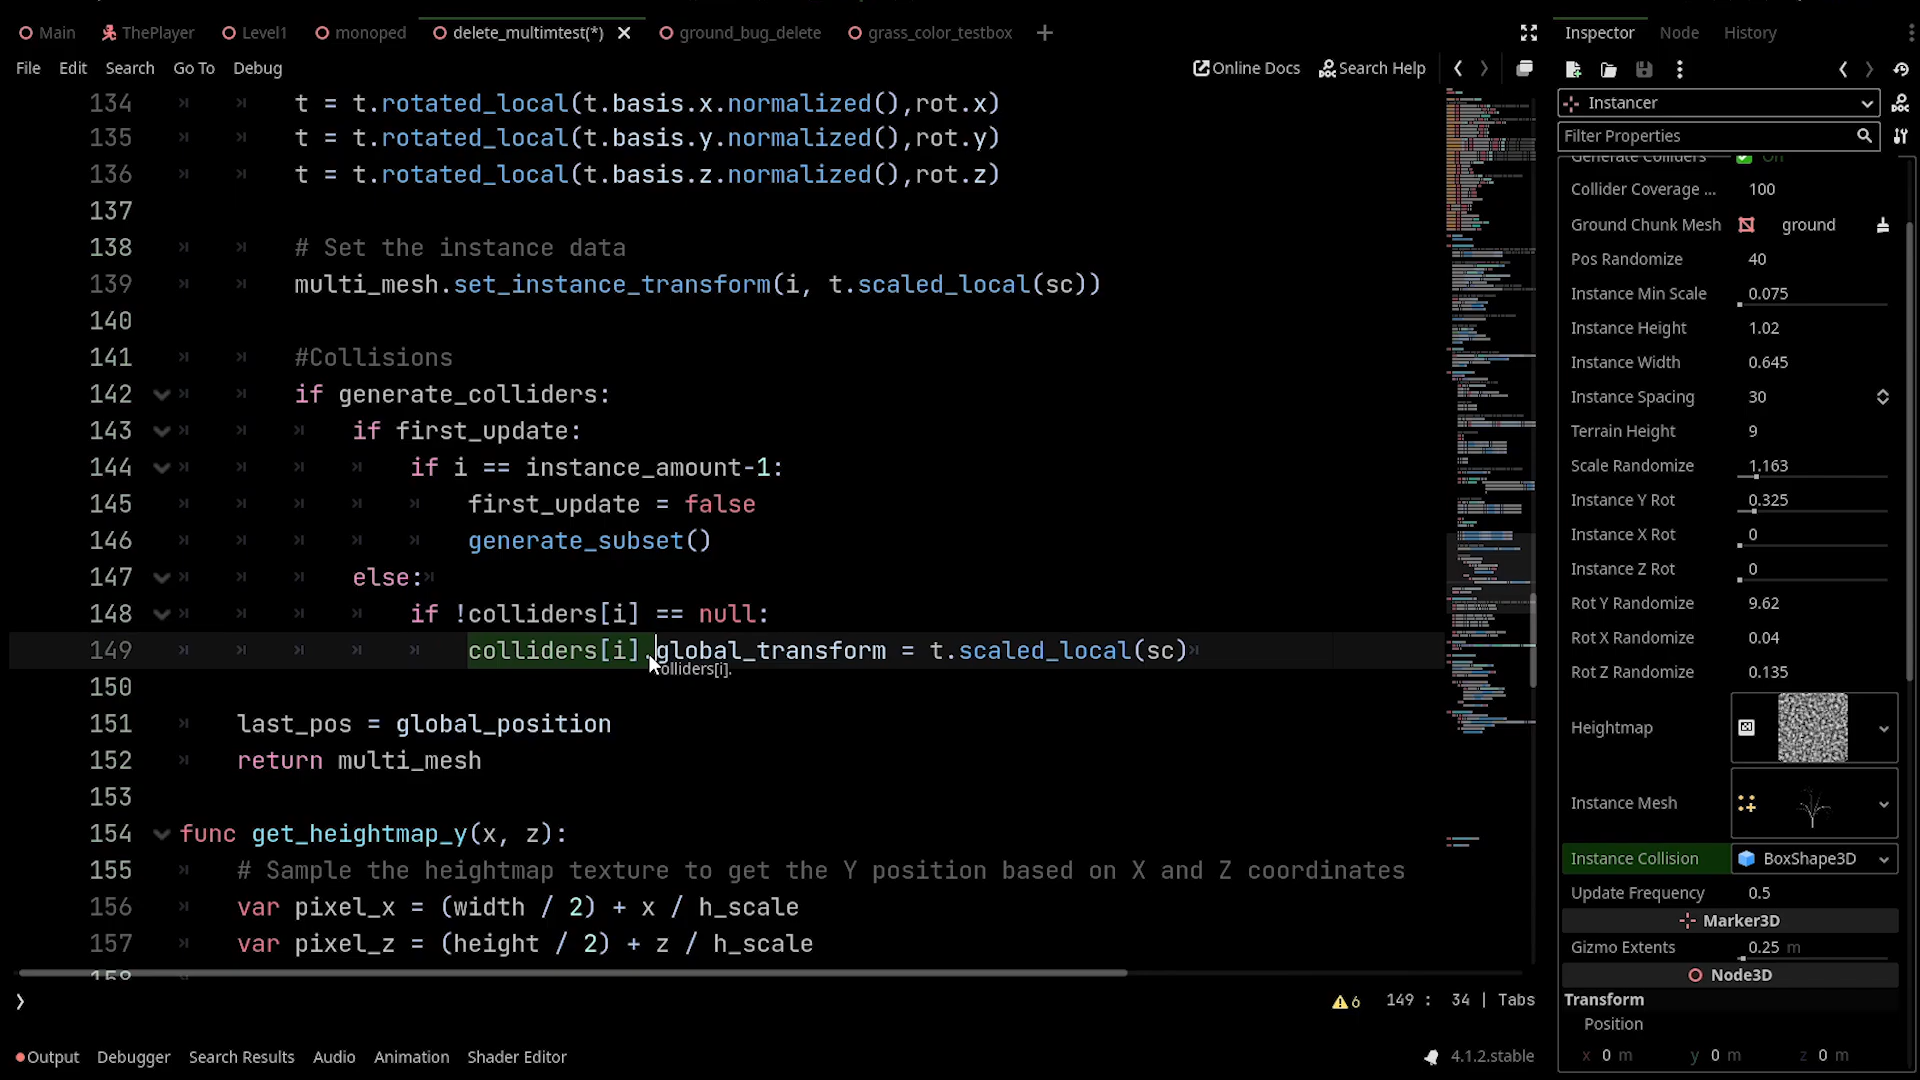 Main ThePlayer Level1 monoped delete_multimtest(*) ground_bug_delete grass_color_testbox
File Edit Search Go To Debug Online Docs Search Help
134 t = t.rotated_local(t.basis.x.normalized(),rot.x)
135 t = t.rotated_local(t.basis.y.normalized(),rot.y)
136 t = t.rotated_local(t.basis.z.normalized(),rot.z)
137
138 # Set the instance data
139 multi_mesh.set_instance_transform(i, t.scaled_local(sc))
140
141 #Collisions
142 if generate_colliders:
143 if first_update:
144 if i == instance_amount-1:
145 first_update = false
146 generate_subset()
147 else:
148 if !colliders[i] == null:
149 colliders[i].global_transform = t.scaled_local(sc)
olliders[i].
150
151 last_pos = global_position
152 return multi_mesh
153
154 func get_heightmap_y(x, z):
155 # Sample the heightmap texture to get the Y position based on X and Z coordinates
156 var pixel_x = (width / 2) + x / h_scale
157 var pixel_z = (height / 2) + z / h_scale
158
6 149 : 34 | Tabs
Output Debugger Search Results Audio Animation Shader Editor 4.1.2.stable
Inspector Node History
Instancer
Filter Properties
Generate Colliders On
Collider Coverage ... 100
Ground Chunk Mesh ground
Pos Randomize 40
Instance Min Scale 0.075
Instance Height 1.02
Instance Width 0.645
Instance Spacing 30
Terrain Height 9
Scale Randomize 1.163
Instance Y Rot 0.325
Instance X Rot 0
Instance Z Rot 0
Rot Y Randomize 9.62
Rot X Randomize 0.04
Rot Z Randomize 0.135
Heightmap
Instance Mesh
Instance Collision BoxShape3D
Update Frequency 0.5
Marker3D
Gizmo Extents 0.25 m
Node3D
Transform
Position
x 0 m y 0 m z 0 m